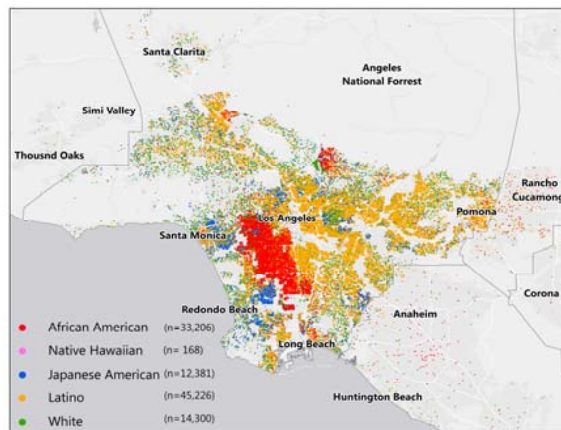 Santa Clarita
Angeles
National Forrest
Simi Valley
Thousnd Oaks
Rancho
Cucamong
Los Angeles
Pomona
Santa Monica
Corona
Redondo Beach
Anaheim
Long Beach
Huntington Beach
African American (n=33,206)
Native Hawaiian (n= 168)
Japanese American (n=12,381)
Latino (n=45,226)
White (n=14,300)